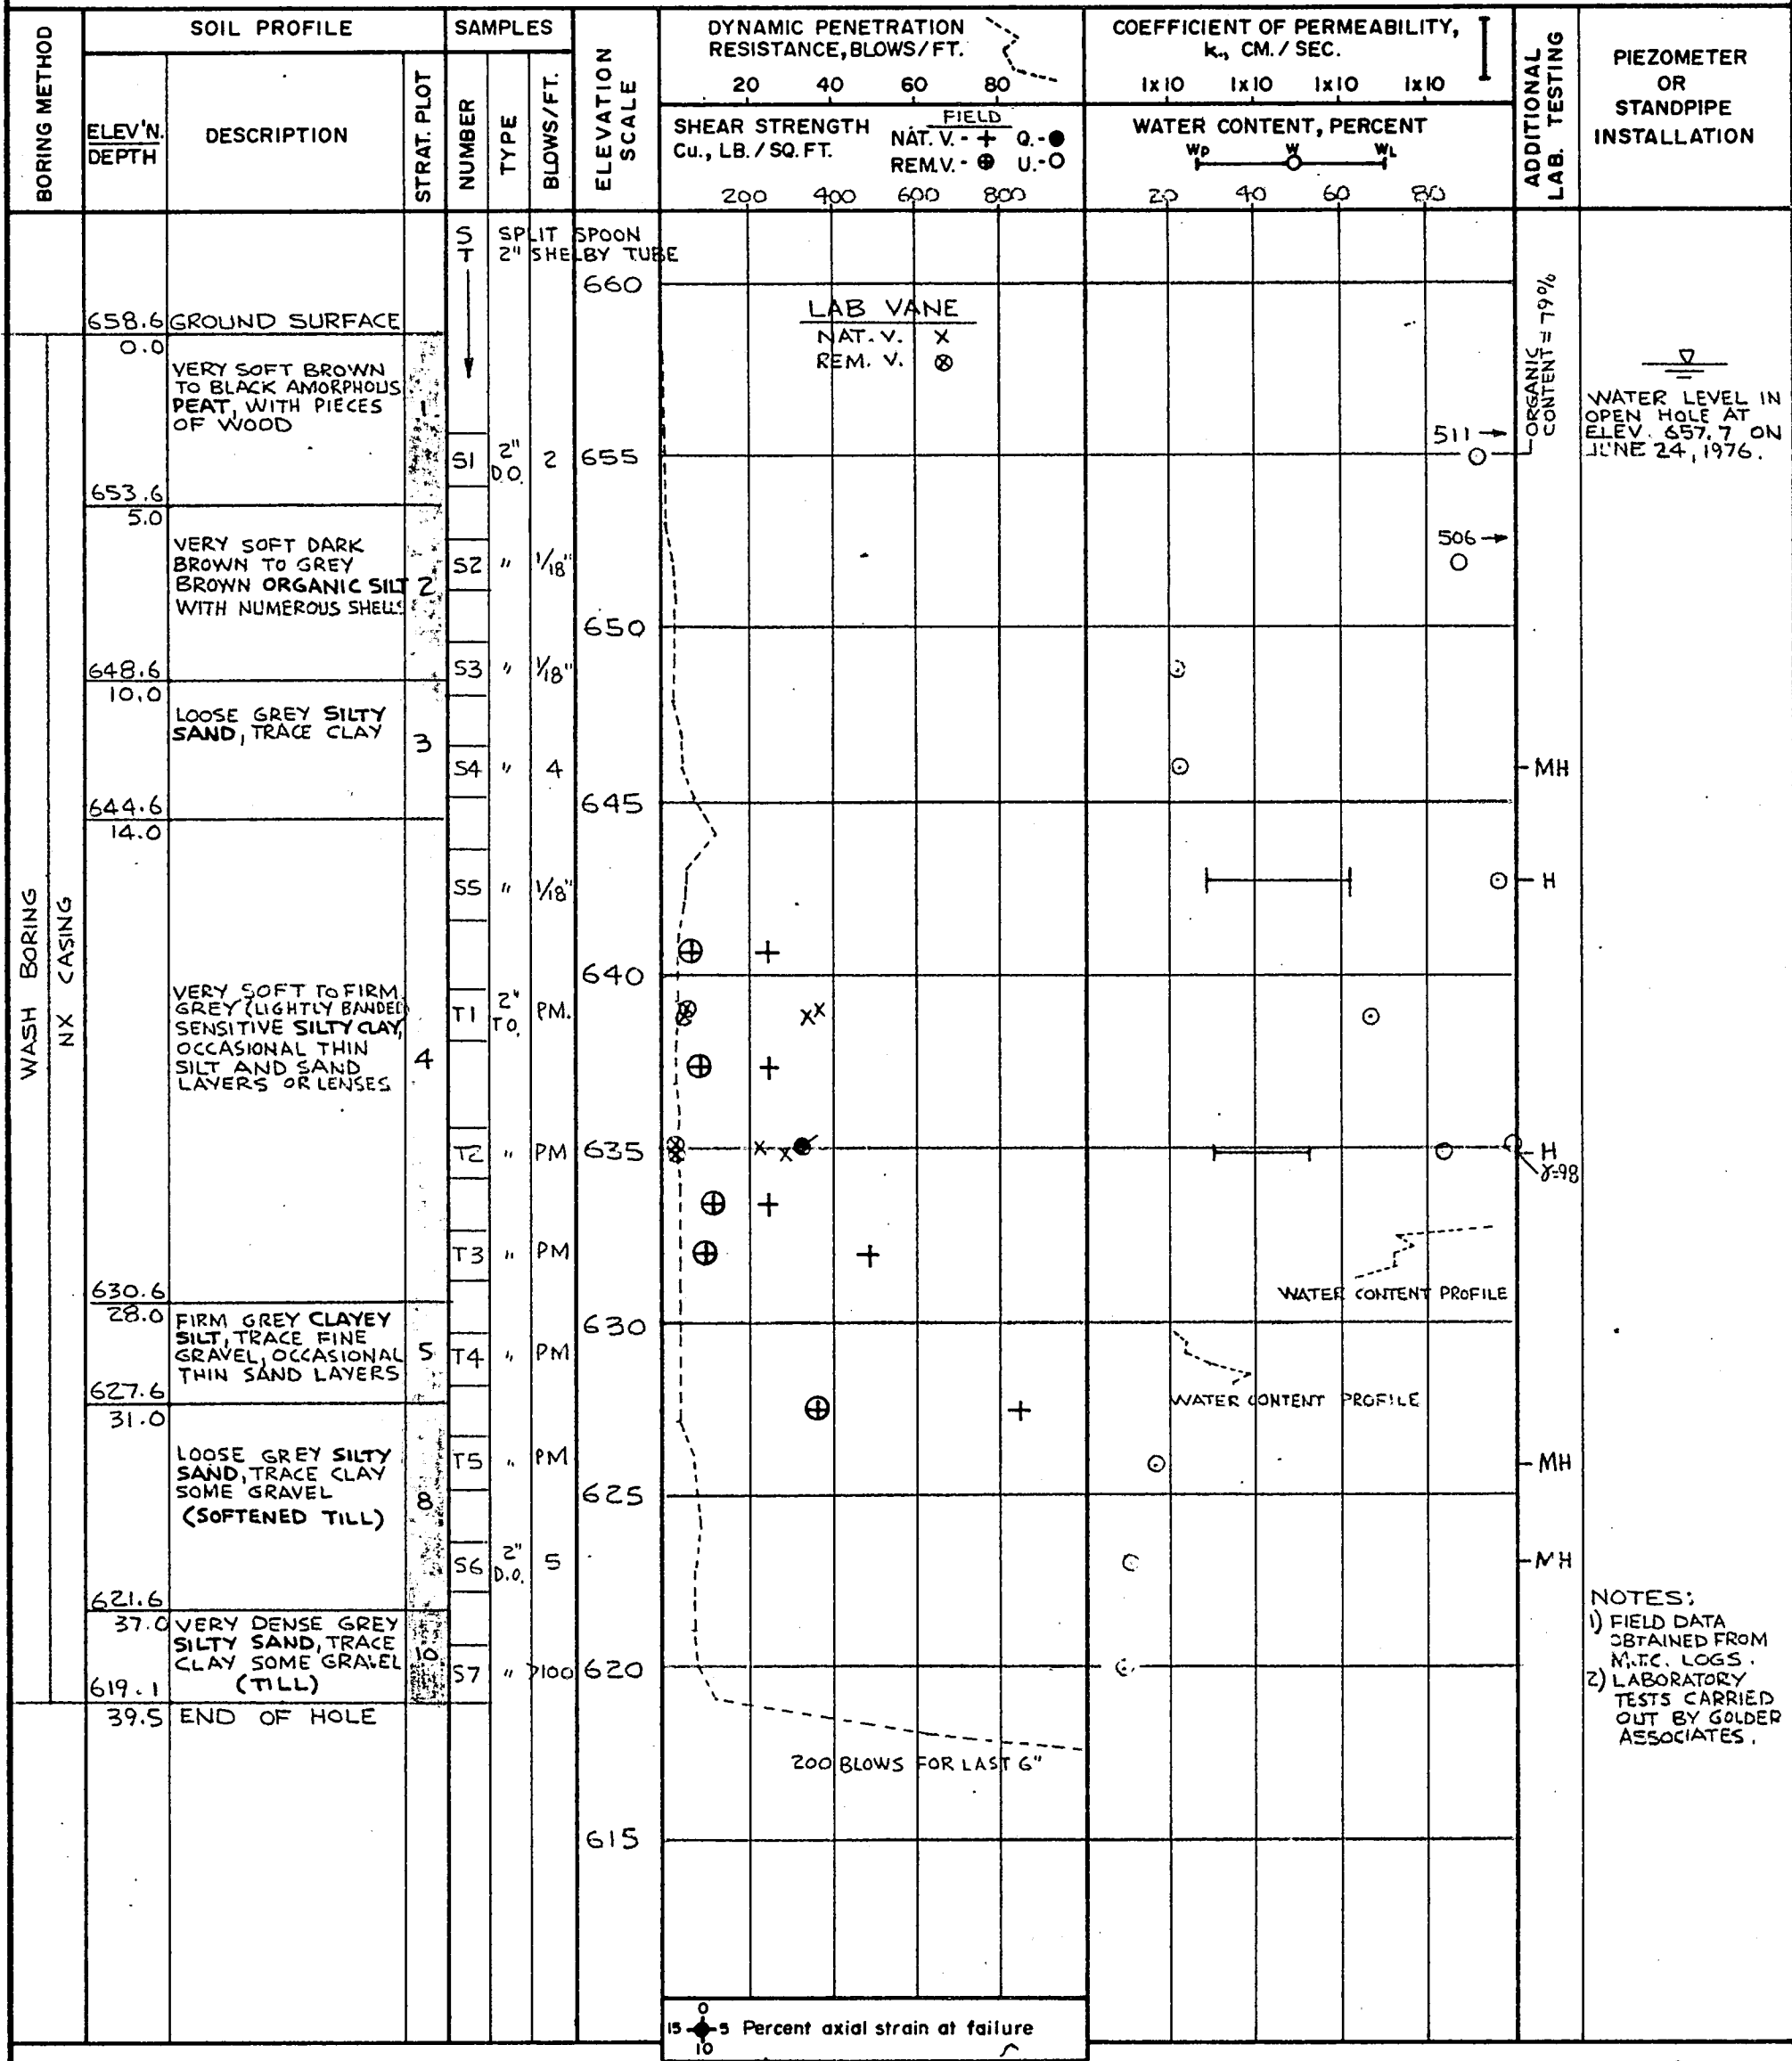 BORING METHOD
SOIL PROFILE
ELEV'N.
DEPTH
DESCRIPTION
STRAT. PLOT
SAMPLES
NUMBER
TYPE
BLOWS/FT.
ELEVATION
SCALE
DYNAMIC PENETRATION
RESISTANCE, BLOWS/FT.
20 40 60 80
SHEAR STRENGTH
Cu., LB./SQ. FT.
FIELD
NAT. V. - + Q. - ●
REM.V. - ⊕ U. - O
200 400 600 800
COEFFICIENT OF PERMEABILITY,
k., CM./SEC.
1x10 1x10 1x10 1x10
WATER CONTENT, PERCENT
WP W WL
20 40 60 80
ADDITIONAL
LAB. TESTING
PIEZOMETER
OR
STANDPIPE
INSTALLATION
S SPLIT SPOON
T 2" SHELBY TUBE
660
LAB VANE
NAT. V. X
REM. V. ⊗
658.6 GROUND SURFACE
0.0
VERY SOFT BROWN
TO BLACK AMORPHOUS
PEAT, WITH PIECES
OF WOOD
1
S1 2" D.O. 2
655
511 →
ORGANIC
CONTENT = 79%
WATER LEVEL IN
OPEN HOLE AT
ELEV. 657.7 ON
JUNE 24, 1976.
653.6
5.0
VERY SOFT DARK
BROWN TO GREY
BROWN ORGANIC SILT
WITH NUMEROUS SHELLS
2
S2 " 1/18"
506 →
650
S3 " 1/18"
648.6
10.0
LOOSE GREY SILTY
SAND, TRACE CLAY
3
S4 " 4
MH
645
644.6
14.0
S5 " 1/18"
H
WASH BORING
NX CASING
640
VERY SOFT TO FIRM
GREY (LIGHTLY BANDED)
SENSITIVE SILTY CLAY,
OCCASIONAL THIN
SILT AND SAND
LAYERS OR LENSES
4
T1 2" T.O. PM.
T2 " PM
635
H
γ=98
T3 " PM
WATER CONTENT PROFILE
630.6
28.0
FIRM GREY CLAYEY
SILT, TRACE FINE
GRAVEL, OCCASIONAL
THIN SAND LAYERS
5
T4 " PM
630
WATER CONTENT PROFILE
627.6
31.0
LOOSE GREY SILTY
SAND, TRACE CLAY
SOME GRAVEL
(SOFTENED TILL)
8
T5 " PM
MH
625
S6 2" D.O. 5
MH
621.6
37.0
VERY DENSE GREY
SILTY SAND, TRACE
CLAY SOME GRAVEL
(TILL)
10
S7 " >100
620
619.1
39.5 END OF HOLE
200 BLOWS FOR LAST 6"
615
NOTES:
1) FIELD DATA
OBTAINED FROM
M.T.C. LOGS.
2) LABORATORY
TESTS CARRIED
OUT BY GOLDER
ASSOCIATES.
0
15 5 Percent axial strain at failure
10